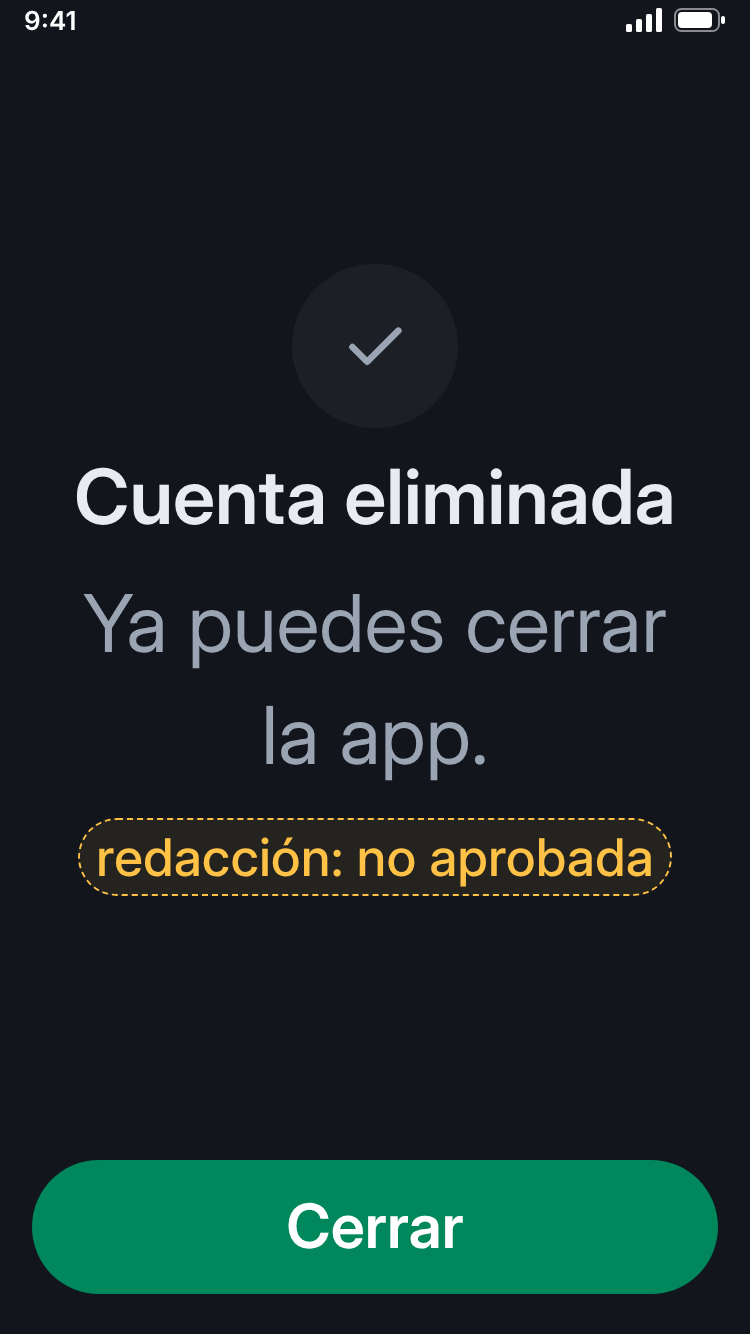 9:41
Cuenta eliminada
Ya puedes cerrar
la app.
redacción: no aprobada
Cerrar